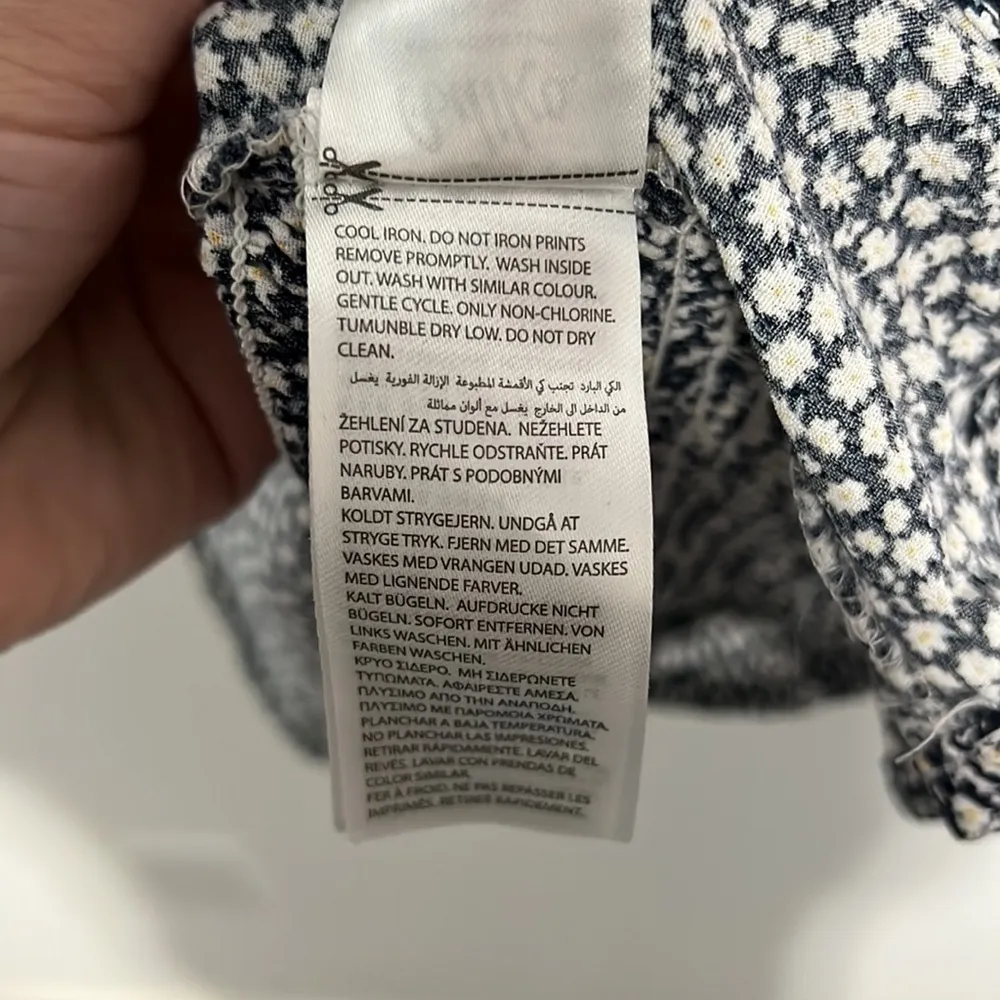 COOL IRON. DO NOT IRON PRINTS
REMOVE PROMPTLY. WASH INSIDE
OUT. WASH WITH SIMILAR COLOUR.
GENTLE CYCLE. ONLY NON-CHLORINE.
TUMUNBLE DRY LOW. DO NOT DRY
CLEAN.
الكي البارد تجنب كي الأقمشة المطبوعة الإزالة الفورية يغسل
من الداخل الى الخارج يغسل مع ألوان مماثلة
ŽEHLENÍ ZA STUDENA. NEŽEHLETE
POTISKY. RYCHLE ODSTRAŇTE. PRÁT
NARUBY. PRÁT S PODOBNÝMI
BARVAMI.
KOLDT STRYGEJERN. UNDGÅ AT
STRYGE TRYK. FJERN MED DET SAMME.
VASKES MED VRANGEN UDAD. VASKES
MED LIGNENDE FARVER.
KALT BÜGELN. AUFDRUCKE NICHT
BÜGELN. SOFORT ENTFERNEN. VON
LINKS WASCHEN. MIT ÄHNLICHEN
FARBEN WASCHEN.
ΚΡΥΟ ΣΙΔΕΡΟ. ΜΗ ΣΙΔΕΡΩΝΕΤΕ
ΤΥΠΩΜΑΤΑ. ΑΦΑΙΡΕΣΤΕ ΑΜΕΣΑ.
ΠΛΥΣΙΜΟ ΑΠΟ ΤΗΝ ΑΝΑΠΟΔΗ.
ΠΛΥΣΙΜΟ ΜΕ ΠΑΡΟΜΟΙΑ ΧΡΩΜΑΤΑ.
PLANCHAR A BAJA TEMPERATURA.
NO PLANCHAR LAS IMPRESIONES.
RETIRAR RÁPIDAMENTE. LAVAR DEL
REVÉS. LAVAR CON PRENDAS DE
COLOR SIMILAR.
FER À FROID. NE PAS REPASSER LES
IMPRIMÉS. RETIRER RAPIDEMENT.